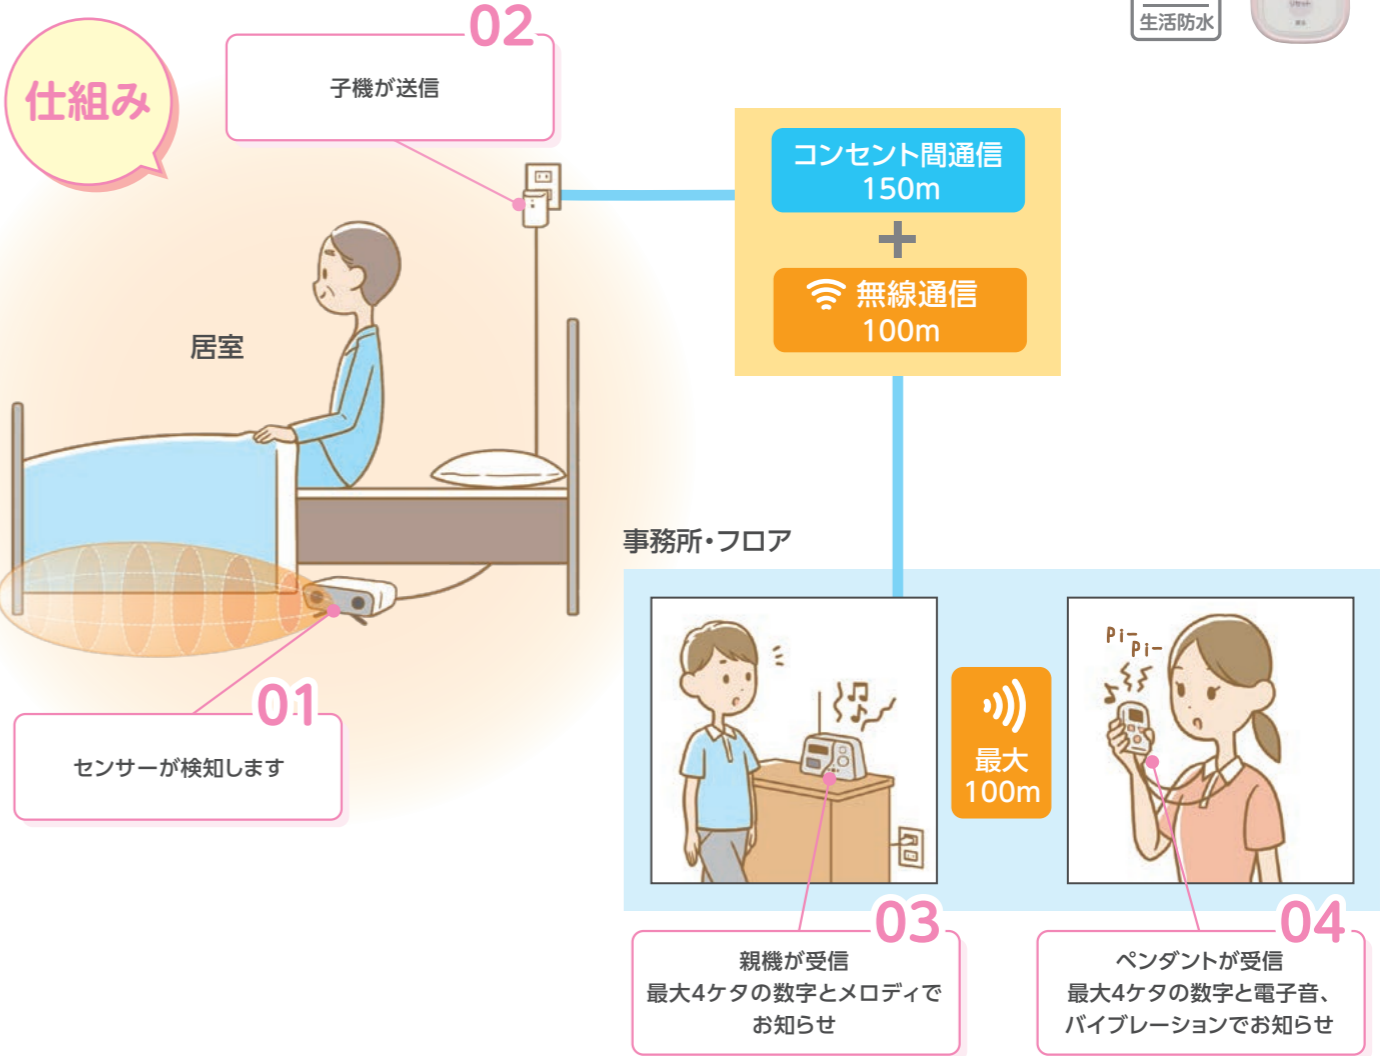 リセット
生活防水
仕組み
02
子機が送信
コンセント間通信
150m
+
無線通信
100m
居室
事務所・フロア
01
センサーが検知します
Pi-
Pi-
最大
100m
03
親機が受信
最大4ケタの数字とメロディで
お知らせ
04
ペンダントが受信
最大4ケタの数字と電子音、
バイブレーションでお知らせ